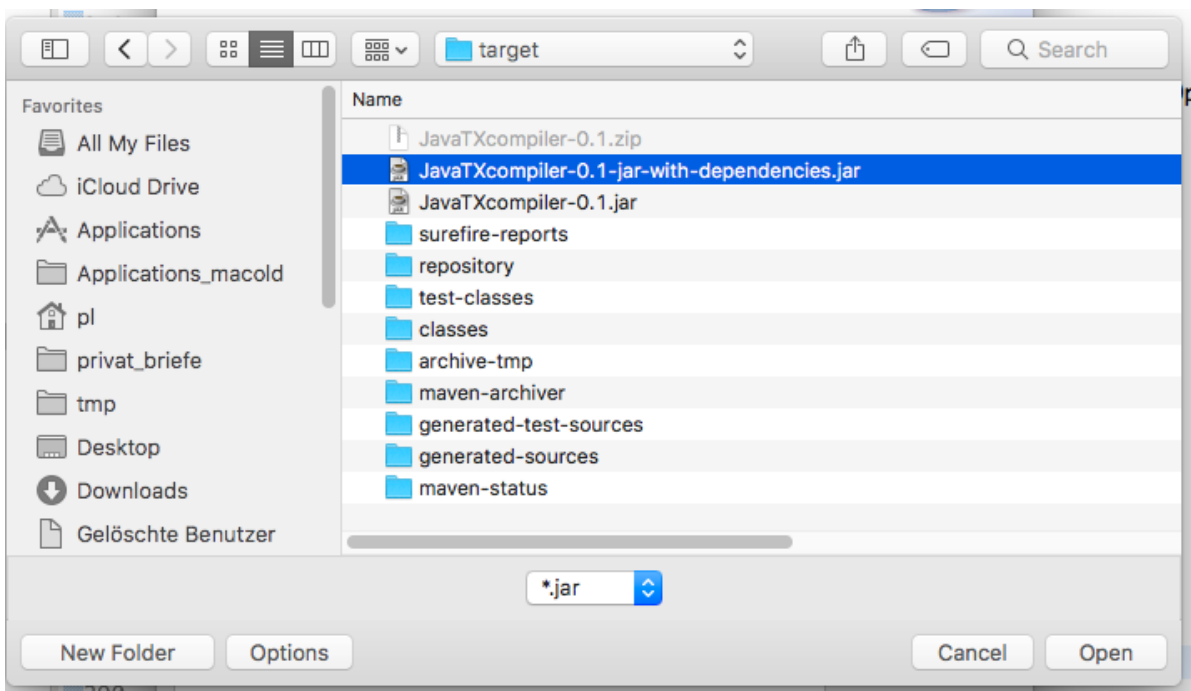 target
Search
Favorites
All My Files
iCloud Drive
Applications
Applications_macold
pl
privat_briefe
tmp
Desktop
Downloads
Gelöschte Benutzer
Name
JavaTXcompiler-0.1.zip
JavaTXcompiler-0.1-jar-with-dependencies.jar
JavaTXcompiler-0.1.jar
surefire-reports
repository
test-classes
classes
archive-tmp
maven-archiver
generated-test-sources
generated-sources
maven-status
*.jar
New Folder
Options
Cancel
Open